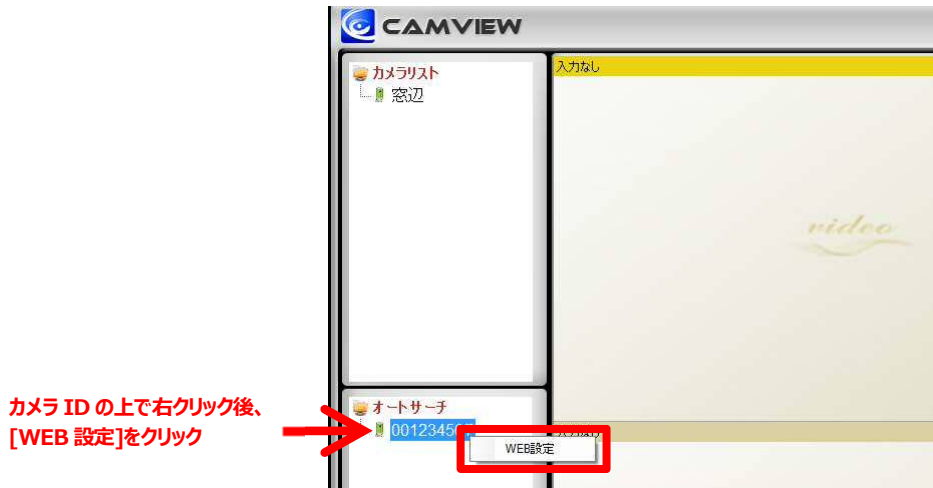 CAMVIEW
カメラリスト
窓辺
入力なし
video
カメラ ID の上で右クリック後、
[WEB 設定]をクリック
オートサーチ
WEB設定